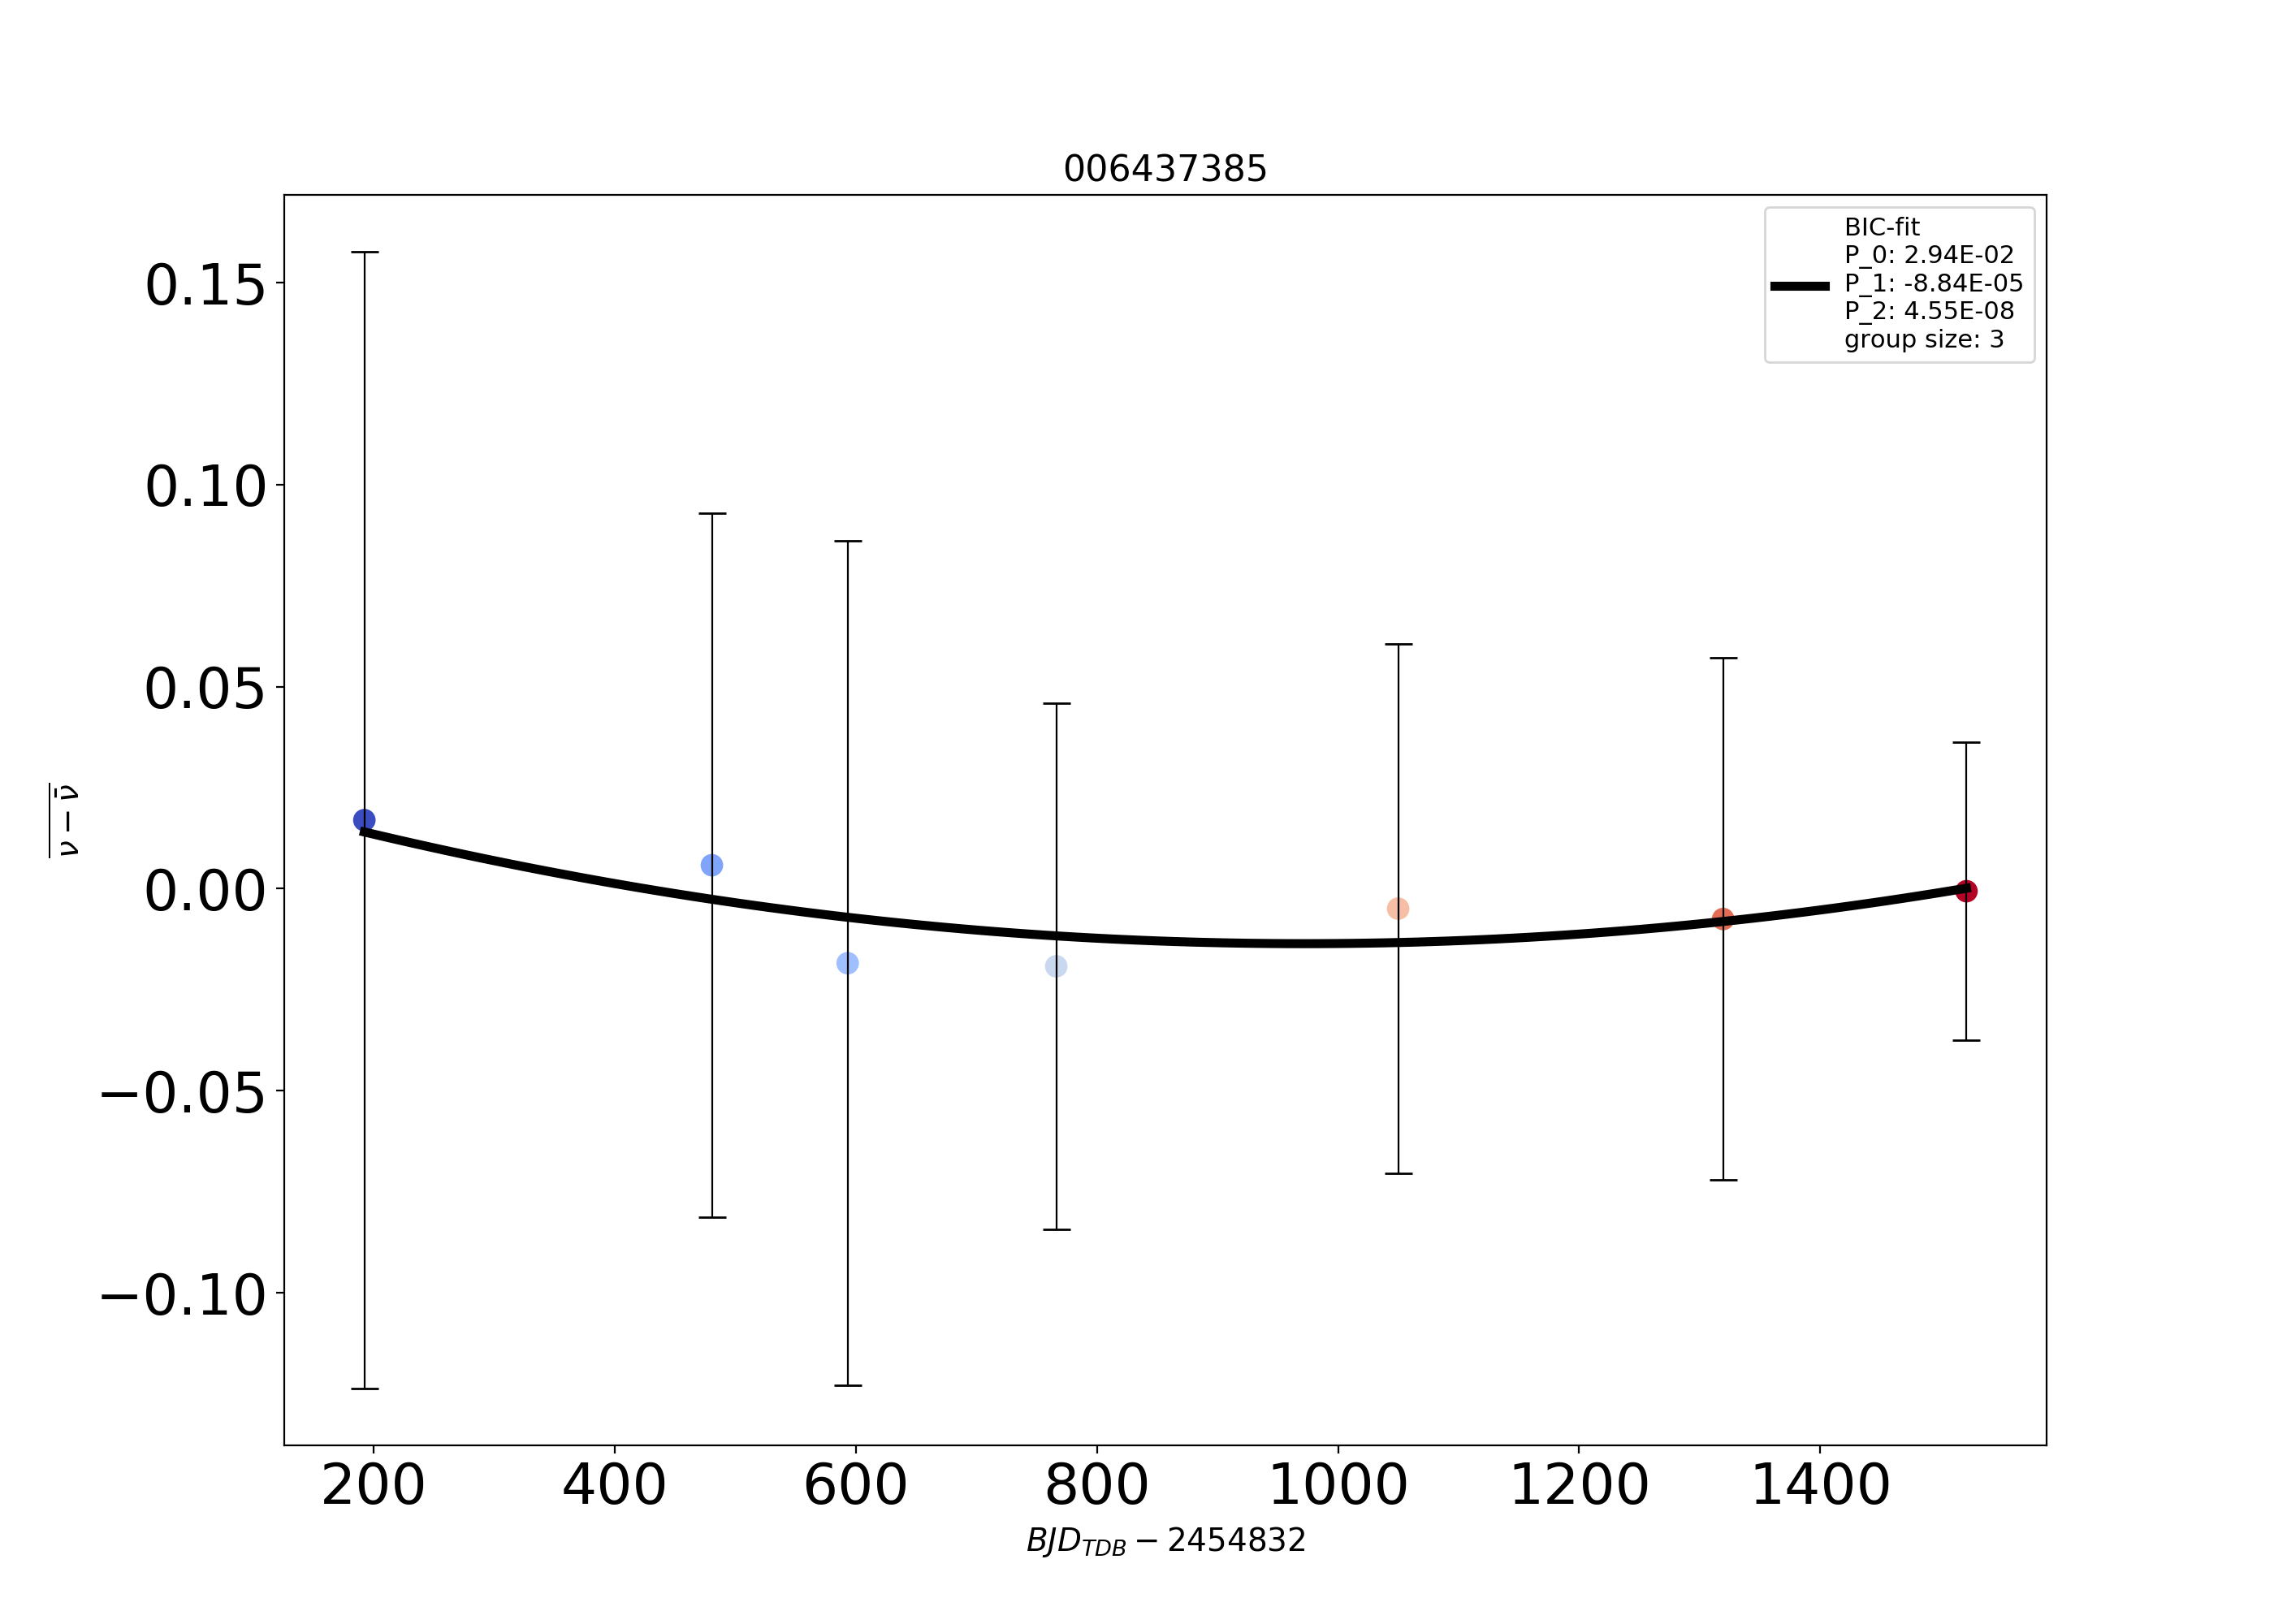 006437385
BIC-fit
P_0: 2.94E-02
P_1: -8.84E-05
P_2: 4.55E-08
group size: 3
0.15
0.10
0.05
0.00
−0.05
−0.10
ν − ν̄
200 400 600 800 1000 1200 1400
BJD_TDB − 2454832